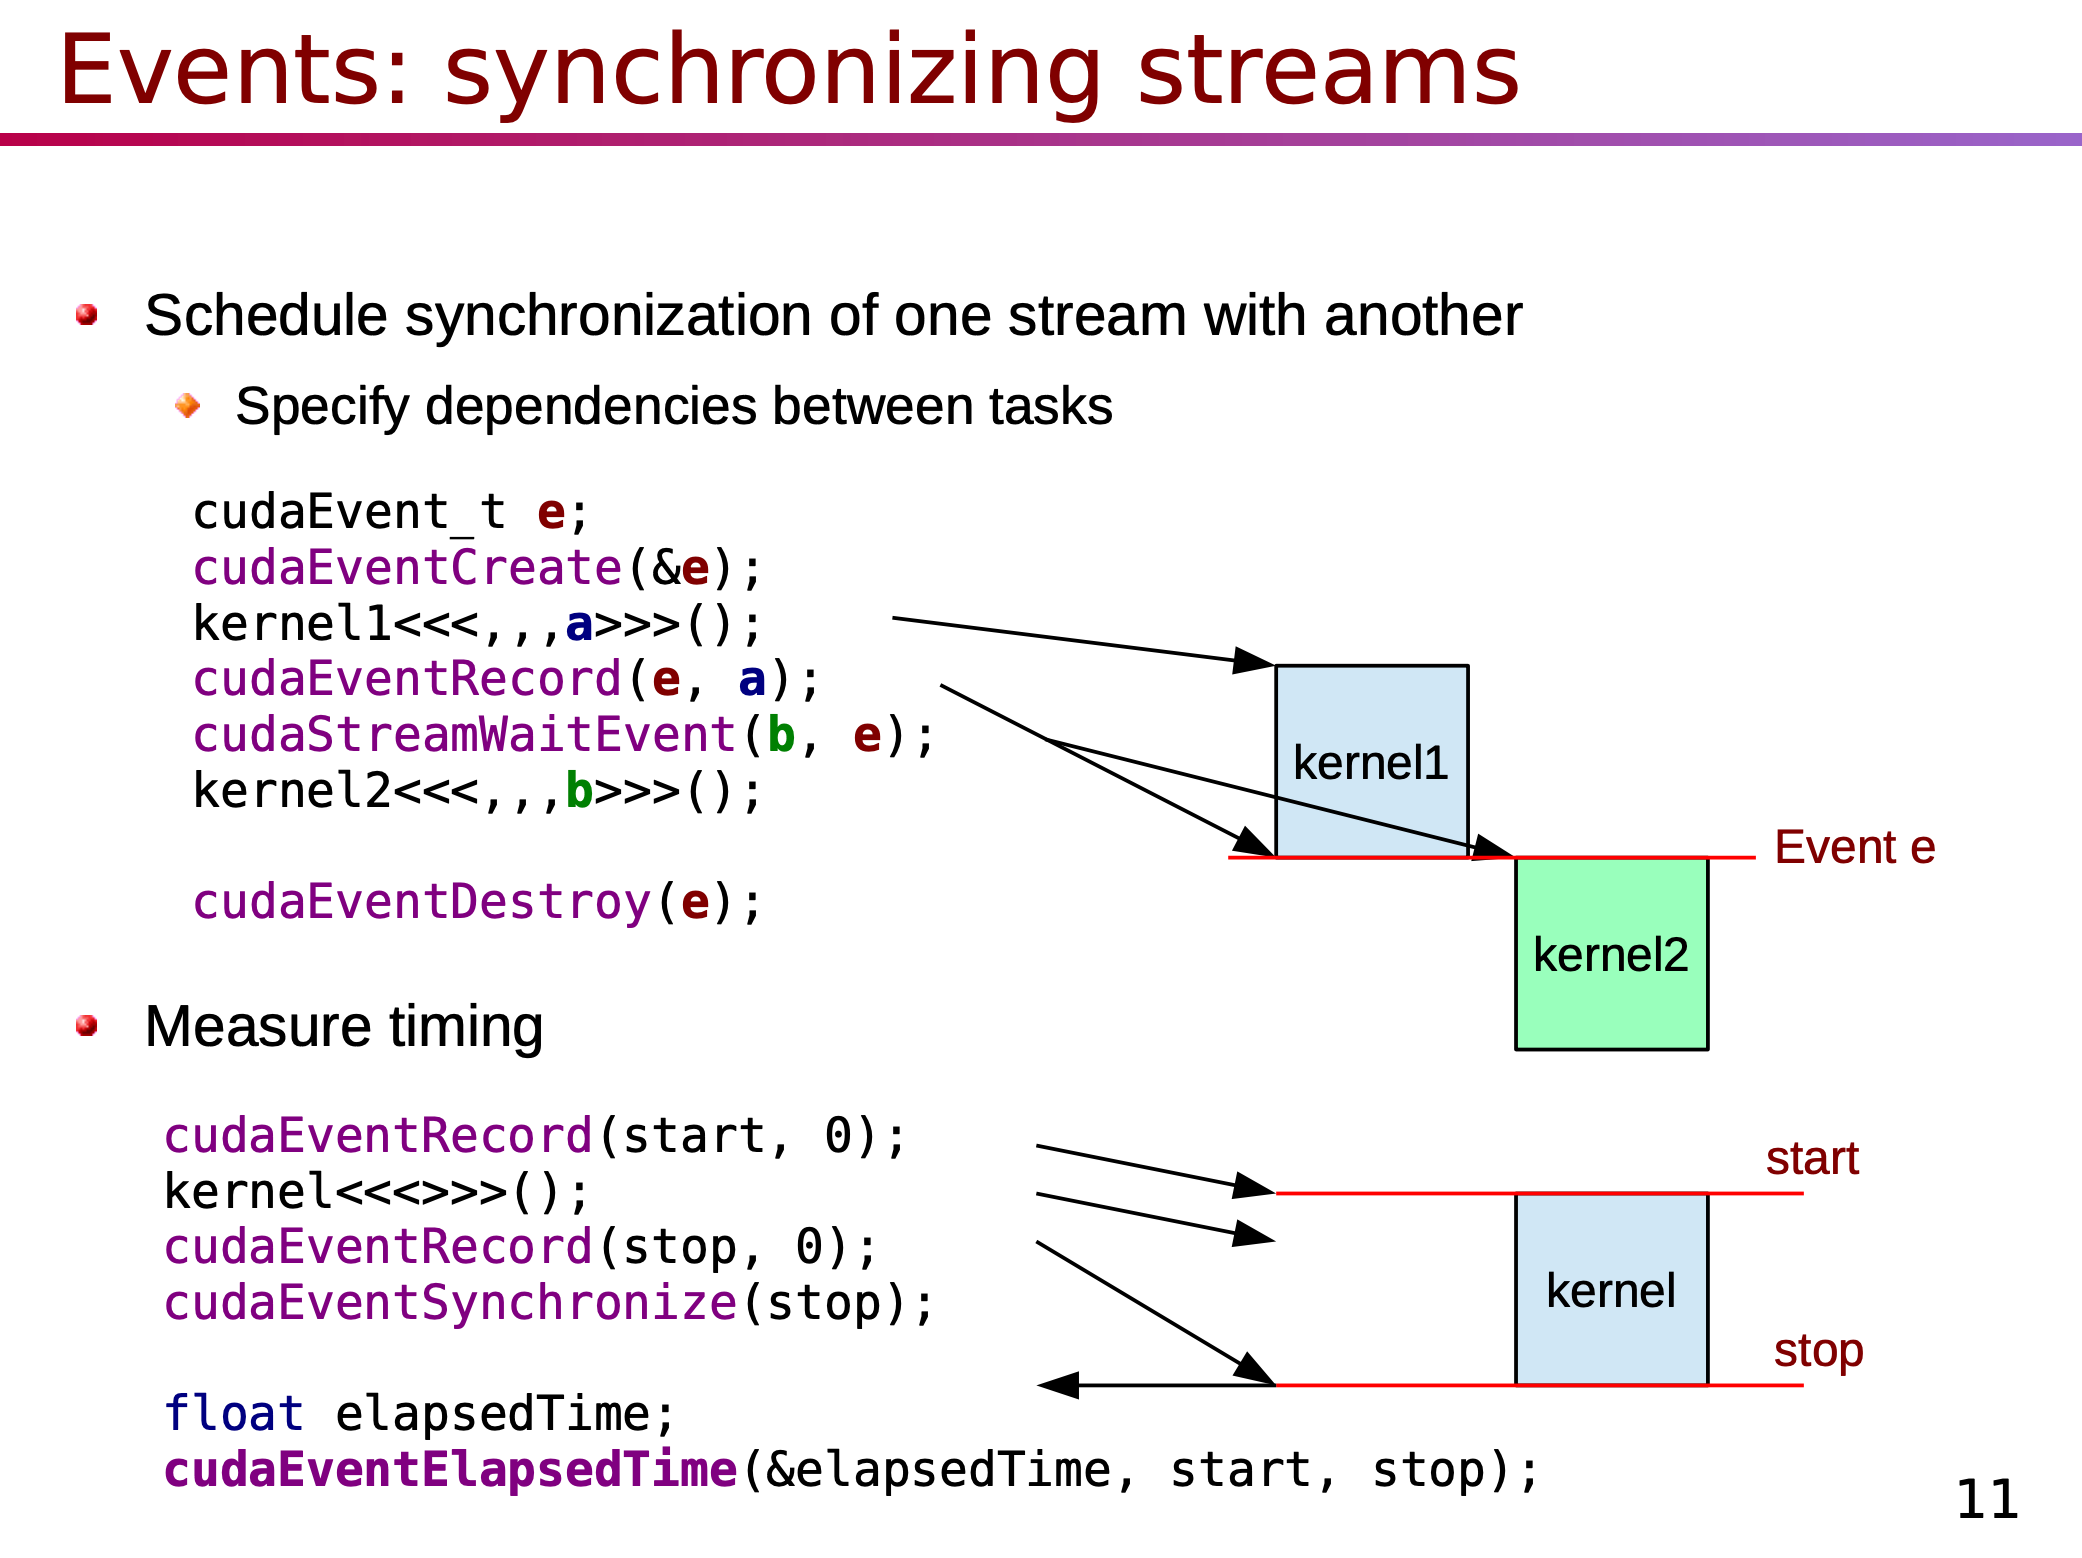 Events: synchronizing streams
Schedule synchronization of one stream with another
Specify dependencies between tasks
cudaEvent_t e;
cudaEventCreate(&e);
kernel1<<<,,,a>>>();
cudaEventRecord(e, a);
cudaStreamWaitEvent(b, e);
kernel2<<<,,,b>>>();
cudaEventDestroy(e);
kernel1
Event e
kernel2
Measure timing
cudaEventRecord(start, 0);
kernel<<<>>>();
cudaEventRecord(stop, 0);
cudaEventSynchronize(stop);
float elapsedTime;
cudaEventElapsedTime(&elapsedTime, start, stop);
start
kernel
stop
11